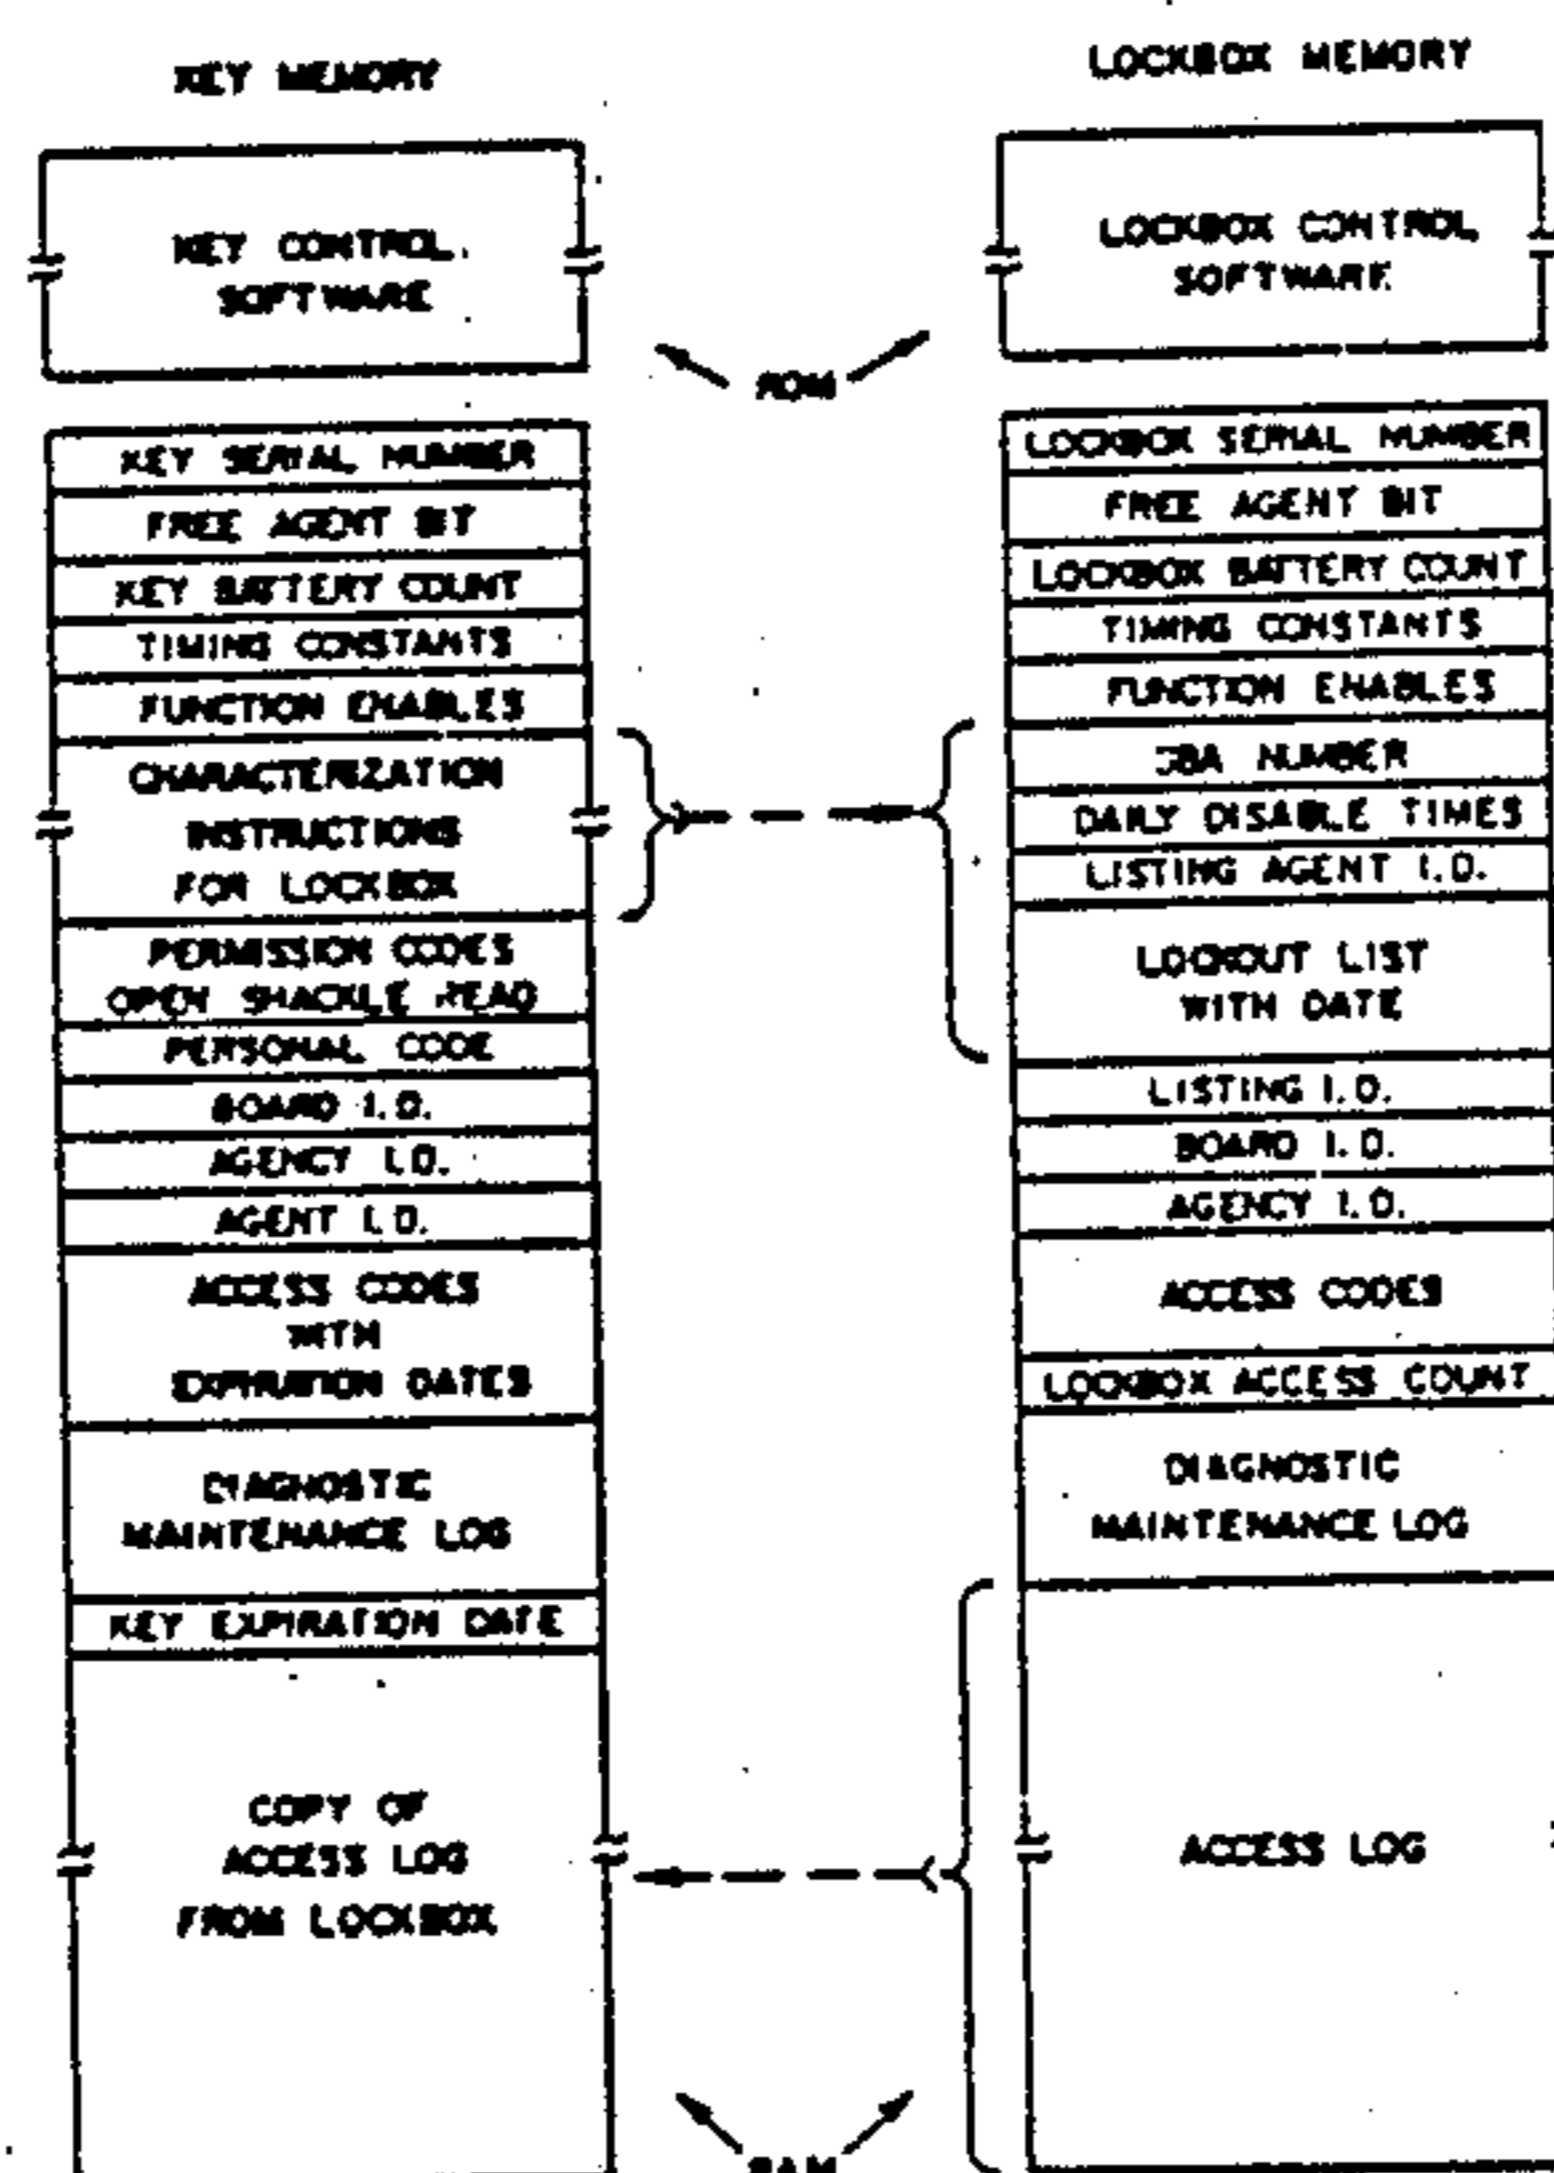 KEY MEMORY
KEY CONTROL
SOFTWARE
KEY SERIAL NUMBER
FREE AGENT BIT
KEY BATTERY COUNT
TIMING CONSTANTS
FUNCTION ENABLES
CHARACTERIZATION
INSTRUCTIONS
FOR LOCKBOX
PERMISSION CODES
OPEN SHACKLE READ
PERSONAL CODE
BOARD I.D.
AGENCY I.D.
AGENT I.D.
ACCESS CODES
WITH
EXPIRATION DATES
DIAGNOSTIC
MAINTENANCE LOG
KEY EXPIRATION DATE
COPY OF
ACCESS LOG
FROM LOCKBOX
ROM
RAM
LOCKBOX MEMORY
LOCKBOX CONTROL
SOFTWARE
LOCKBOX SERIAL NUMBER
FREE AGENT BIT
LOCKBOX BATTERY COUNT
TIMING CONSTANTS
FUNCTION ENABLES
NUMBER
DAILY DISABLE TIMES
LISTING AGENT I.D.
LOCKOUT LIST
WITH DATE
LISTING I.D.
BOARD I.D.
AGENCY I.D.
ACCESS CODES
LOCKBOX ACCESS COUNT
DIAGNOSTIC
MAINTENANCE LOG
ACCESS LOG